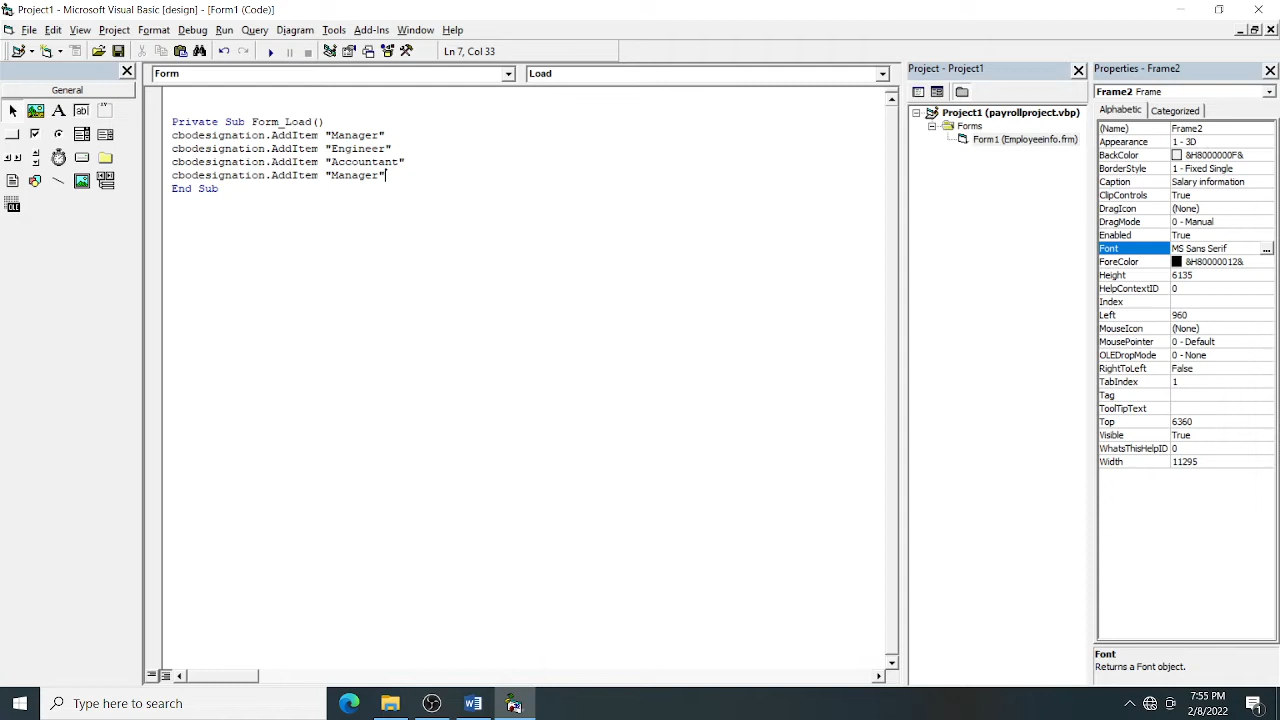 Project1 - Microsoft Visual Basic [design] - [Form1 (Code)]
File Edit View Project Format Debug Run Query Diagram Tools Add-Ins Window Help
Ln 7, Col 33
General
A
ab|
OLE
Form
Load
Private Sub Form_Load()
cbodesignation.AddItem "Manager"
cbodesignation.AddItem "Engineer"
cbodesignation.AddItem "Accountant"
cbodesignation.AddItem "Manager"
End Sub
Project - Project1
Project1 (payrollproject.vbp)
Forms
Form1 (Employeeinfo.frm)
Properties - Frame2
Frame2 Frame
Alphabetic Categorized
(Name) Frame2
Appearance 1 - 3D
BackColor &H8000000F&
BorderStyle 1 - Fixed Single
Caption Salary information
ClipControls True
DragIcon (None)
DragMode 0 - Manual
Enabled True
Font MS Sans Serif ...
ForeColor &H80000012&
Height 6135
HelpContextID 0
Index
Left 960
MouseIcon (None)
MousePointer 0 - Default
OLEDropMode 0 - None
RightToLeft False
TabIndex 1
Tag
ToolTipText
Top 6360
Visible True
WhatsThisHelpID 0
Width 11295
Font
Returns a Font object.
Type here to search
7:55 PM
2/8/2022